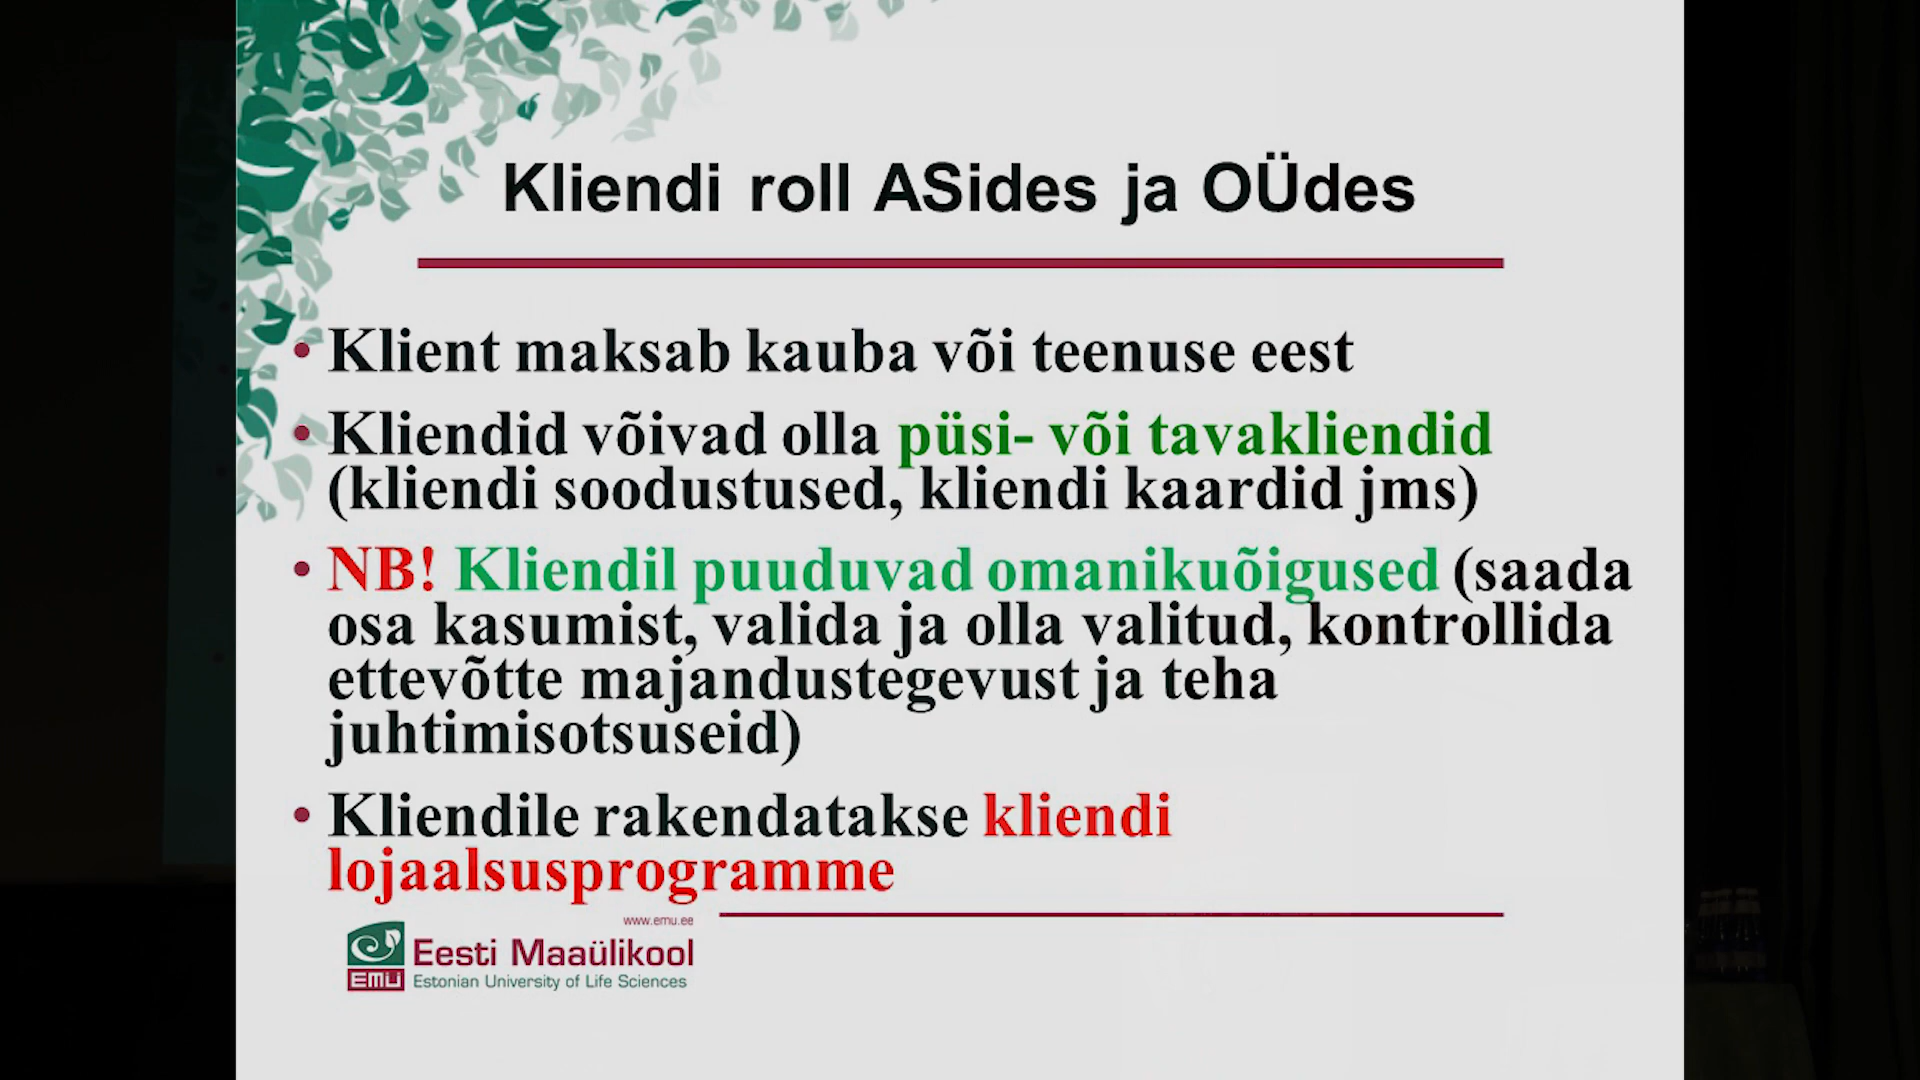 Kliendi roll ASides ja OÜdes
• Klient maksab kauba või teenuse eest
• Kliendid võivad olla püsi- või tavakliendid
(kliendi soodustused, kliendi kaardid jms)
• NB! Kliendil puuduvad omanikuõigused (saada
osa kasumist, valida ja olla valitud, kontrollida
ettevõtte majandustegevust ja teha
juhtimisotsuseid)
• Kliendile rakendatakse kliendi
lojaalsusprogramme
www.emu.ee
Eesti Maaülikool
EMÜ
Estonian University of Life Sciences